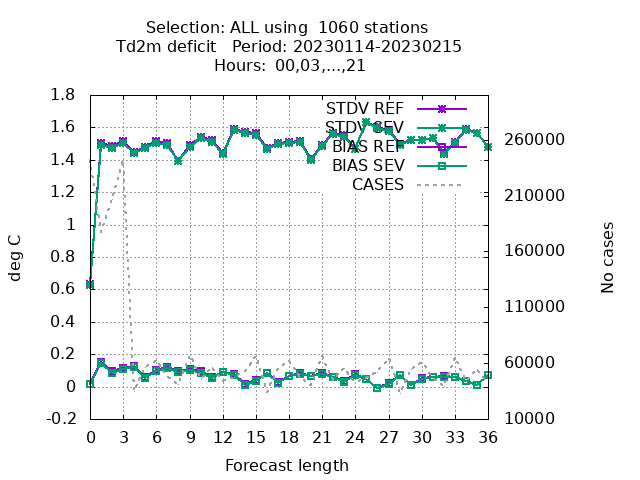 Selection: ALL using  1060 stations
Td2m deficit   Period: 20230114-20230215
Hours: 00,03,...,21
STDV REF
STDV SEV
BIAS REF
BIAS SEV
CASES
1.8
1.6
1.4
1.2
1
0.8
0.6
0.4
0.2
0
-0.2
deg C
260000
210000
160000
110000
60000
10000
No cases
0 3 6 9 12 15 18 21 24 27 30 33 36
Forecast length